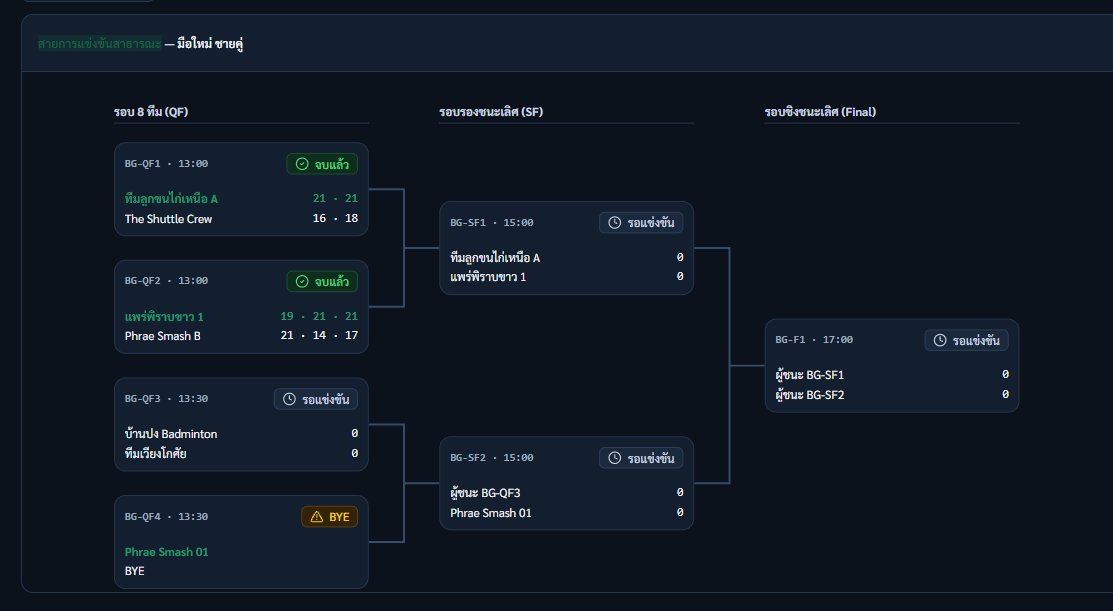 สายการแข่งขันสาธารณะ — มือใหม่ ชายคู่
รอบ 8 ทีม (QF)
BG-QF1 · 13:00 จบแล้ว
ทีมลูกขนไก่เหนือ A 21 · 21
The Shuttle Crew 16 · 18
BG-QF2 · 13:00 จบแล้ว
แพร่พิราบขาว 1 19 · 21 · 21
Phrae Smash B 21 · 14 · 17
BG-QF3 · 13:30 รอแข่งขัน
บ้านปง Badminton 0
ทีมเวียงโกศัย 0
BG-QF4 · 13:30 BYE
Phrae Smash 01
BYE
รอบรองชนะเลิศ (SF)
BG-SF1 · 15:00 รอแข่งขัน
ทีมลูกขนไก่เหนือ A 0
แพร่พิราบขาว 1 0
BG-SF2 · 15:00 รอแข่งขัน
ผู้ชนะ BG-QF3 0
Phrae Smash 01 0
รอบชิงชนะเลิศ (Final)
BG-F1 · 17:00 รอแข่งขัน
ผู้ชนะ BG-SF1 0
ผู้ชนะ BG-SF2 0